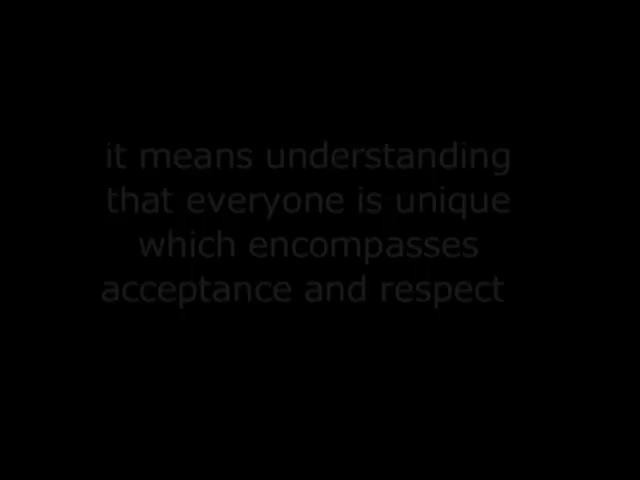 it means understanding
that everyone is unique
which encompasses
acceptance and respect